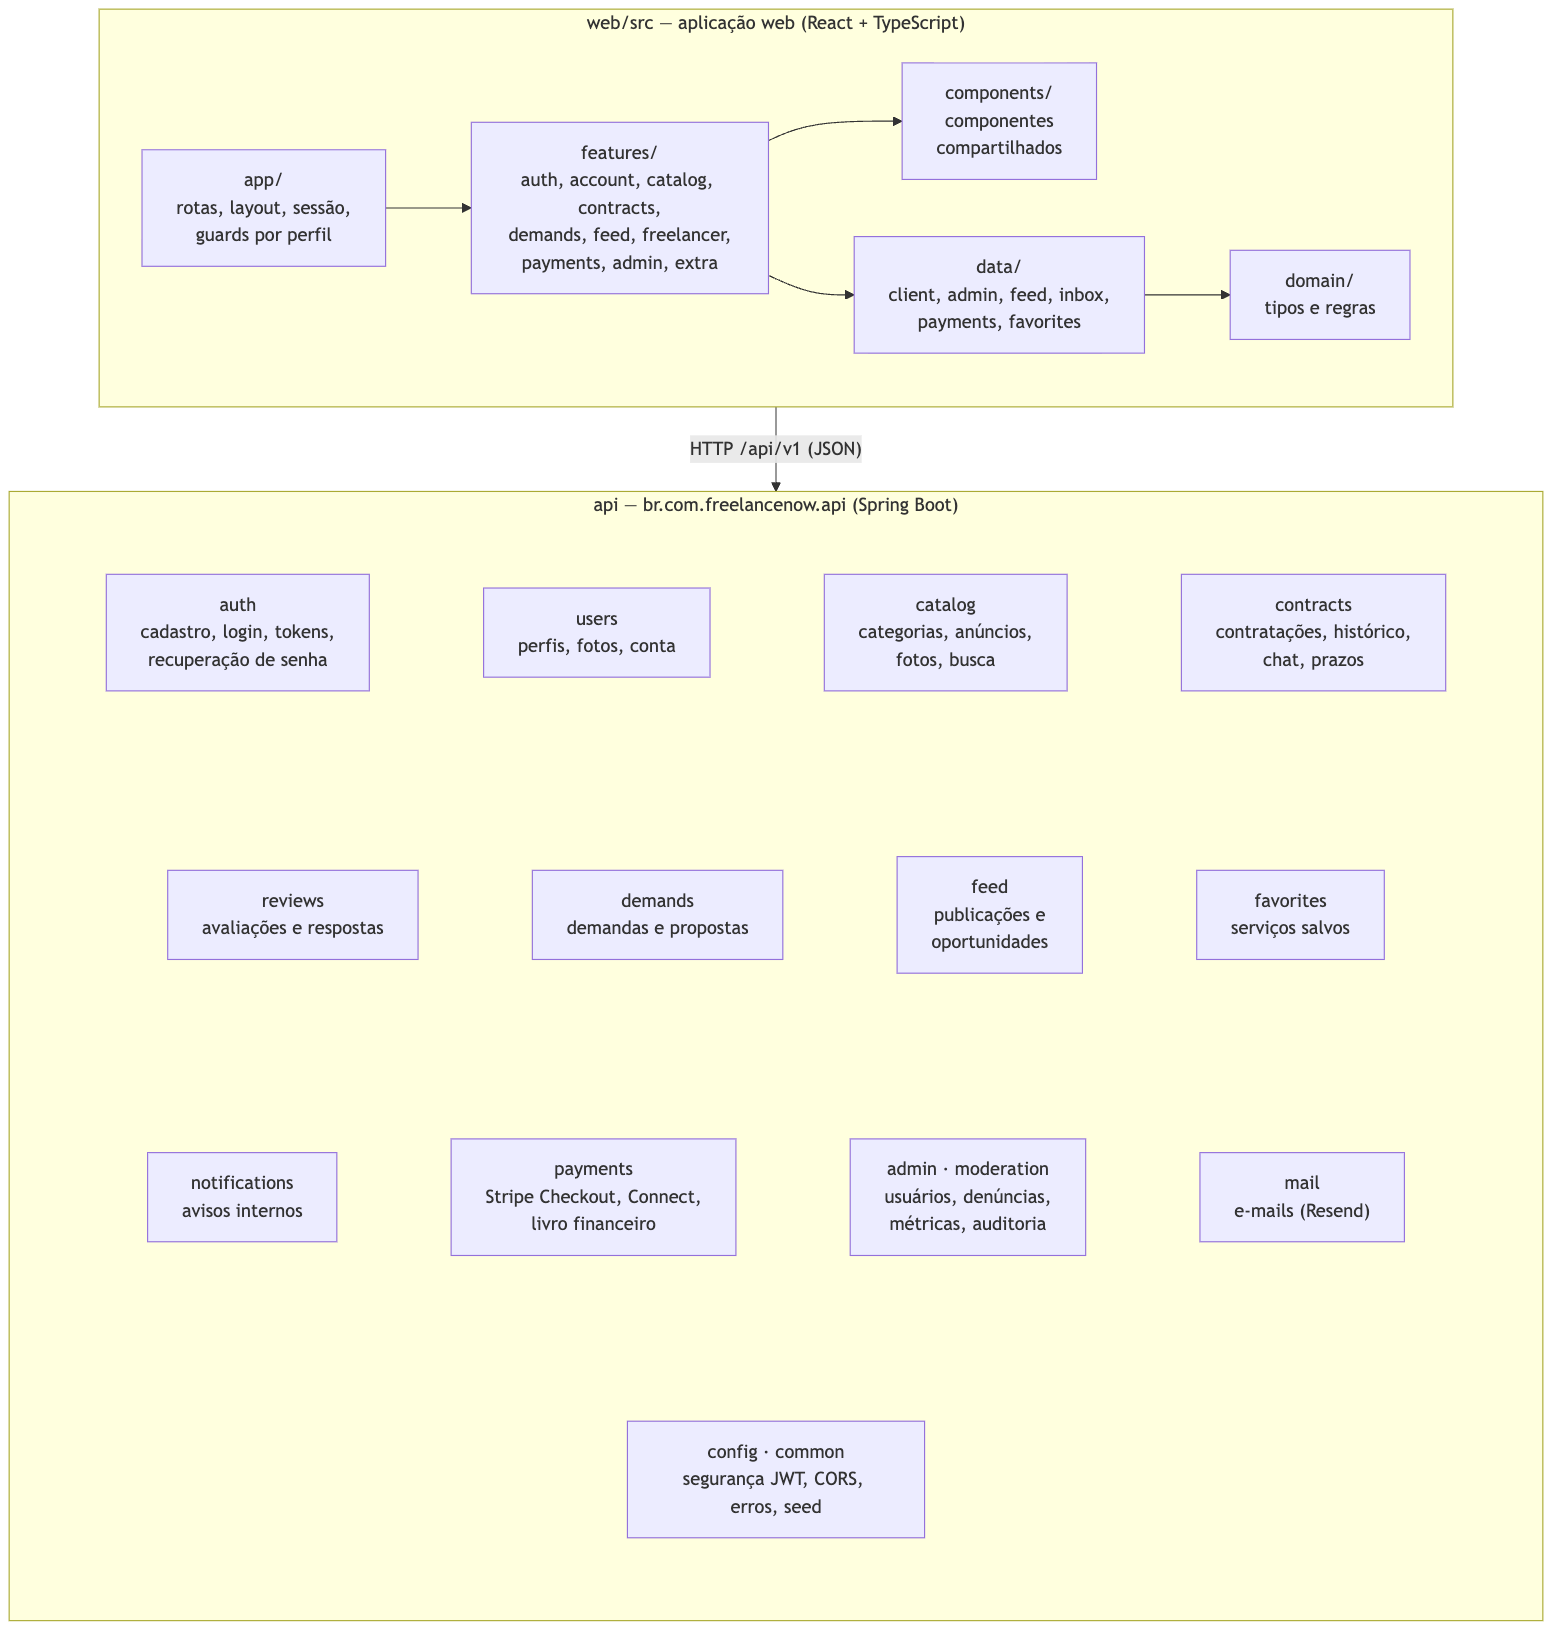 web/src — aplicação web (React + TypeScript)
app/
rotas, layout, sessão,
guards por perfil
features/
auth, account, catalog,
contracts,
demands, feed, freelancer,
payments, admin, extra
components/
componentes
compartilhados
data/
client, admin, feed, inbox,
payments, favorites
domain/
tipos e regras
HTTP /api/v1 (JSON)
api — br.com.freelancenow.api (Spring Boot)
auth
cadastro, login, tokens,
recuperação de senha
users
perfis, fotos, conta
catalog
categorias, anúncios,
fotos, busca
contracts
contratações, histórico,
chat, prazos
reviews
avaliações e respostas
demands
demandas e propostas
feed
publicações e
oportunidades
favorites
serviços salvos
notifications
avisos internos
payments
Stripe Checkout, Connect,
livro financeiro
admin · moderation
usuários, denúncias,
métricas, auditoria
mail
e-mails (Resend)
config · common
segurança JWT, CORS,
erros, seed